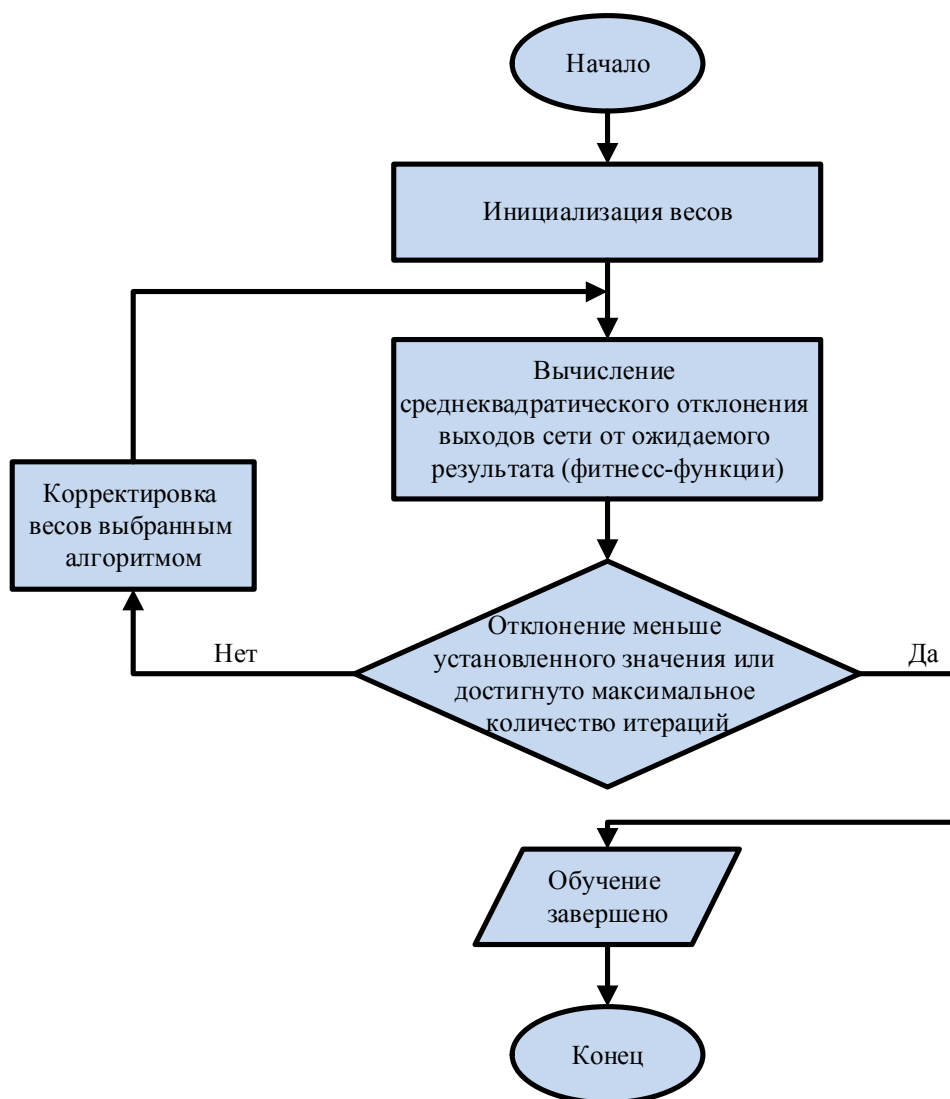 Начало
Инициализация весов
Вычисление
среднеквадратического отклонения
выходов сети от ожидаемого
результата (фитнесс-функции)
Корректировка
весов выбранным
алгоритмом
Отклонение меньше
установленного значения или
достигнуто максимальное
количество итераций
Нет
Да
Обучение
завершено
Конец